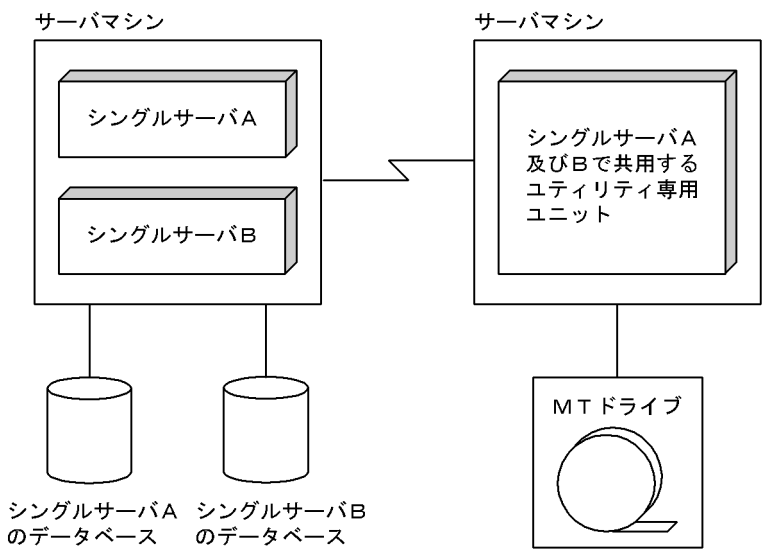 サーバマシン
シングルサーバA
シングルサーバB
シングルサーバA
のデータベース
シングルサーバB
のデータベース
サーバマシン
シングルサーバA
及びBで共用する
ユティリティ専用
ユニット
MTドライブ